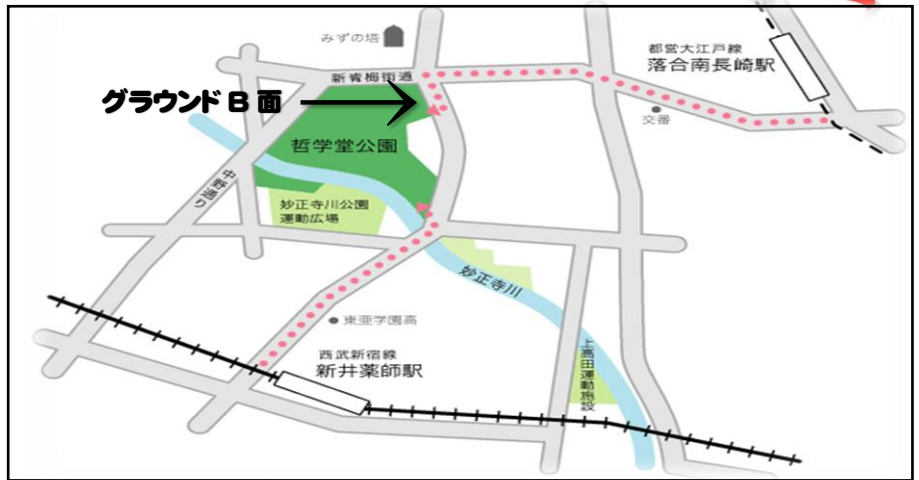 みずの塔
都営大江戸線
落合南長崎駅
新青梅街道
グラウンドB面
交番
哲学堂公園
中野通り
妙正寺川公園
運動広場
妙正寺川
東亜学園高
西武新宿線
新井薬師駅
上高田運動施設